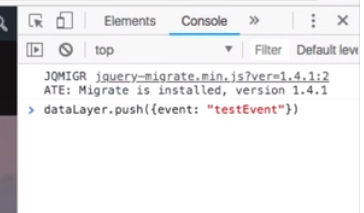 Elements Console »
top Filter Default leve
JQMIGR jquery-migrate.min.js?ver=1.4.1:2
ATE: Migrate is installed, version 1.4.1
> dataLayer.push({event: "testEvent"})